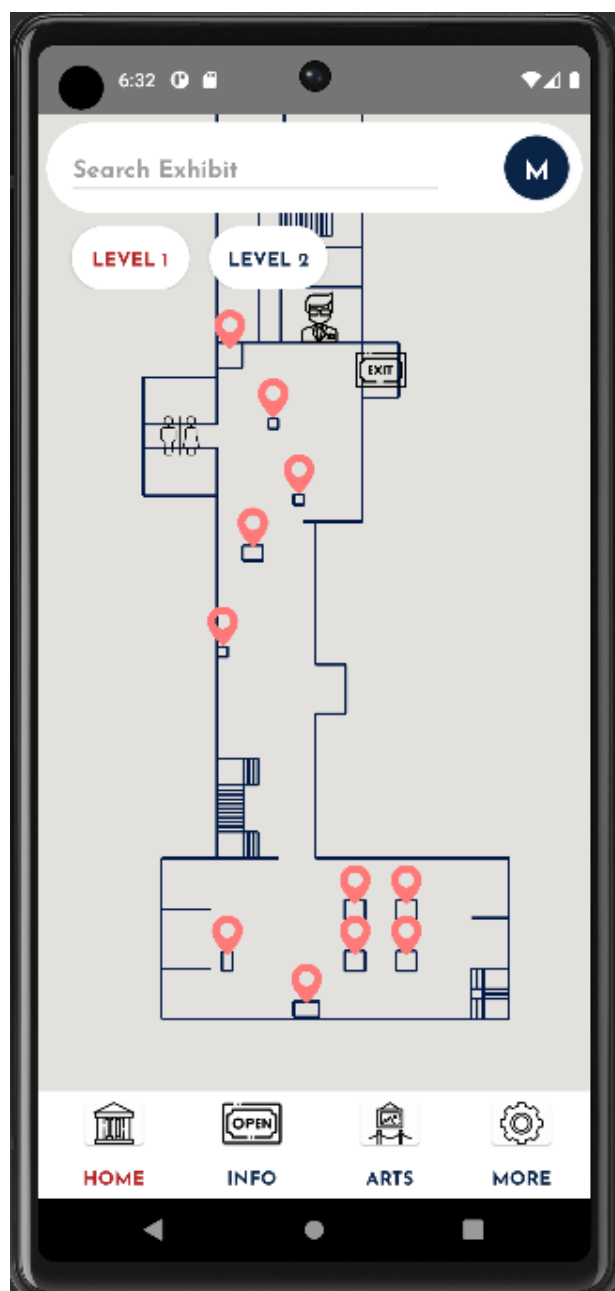 6:32
Search Exhibit
M
LEVEL 1
LEVEL 2
EXIT
OPEN
HOME
INFO
ARTS
MORE